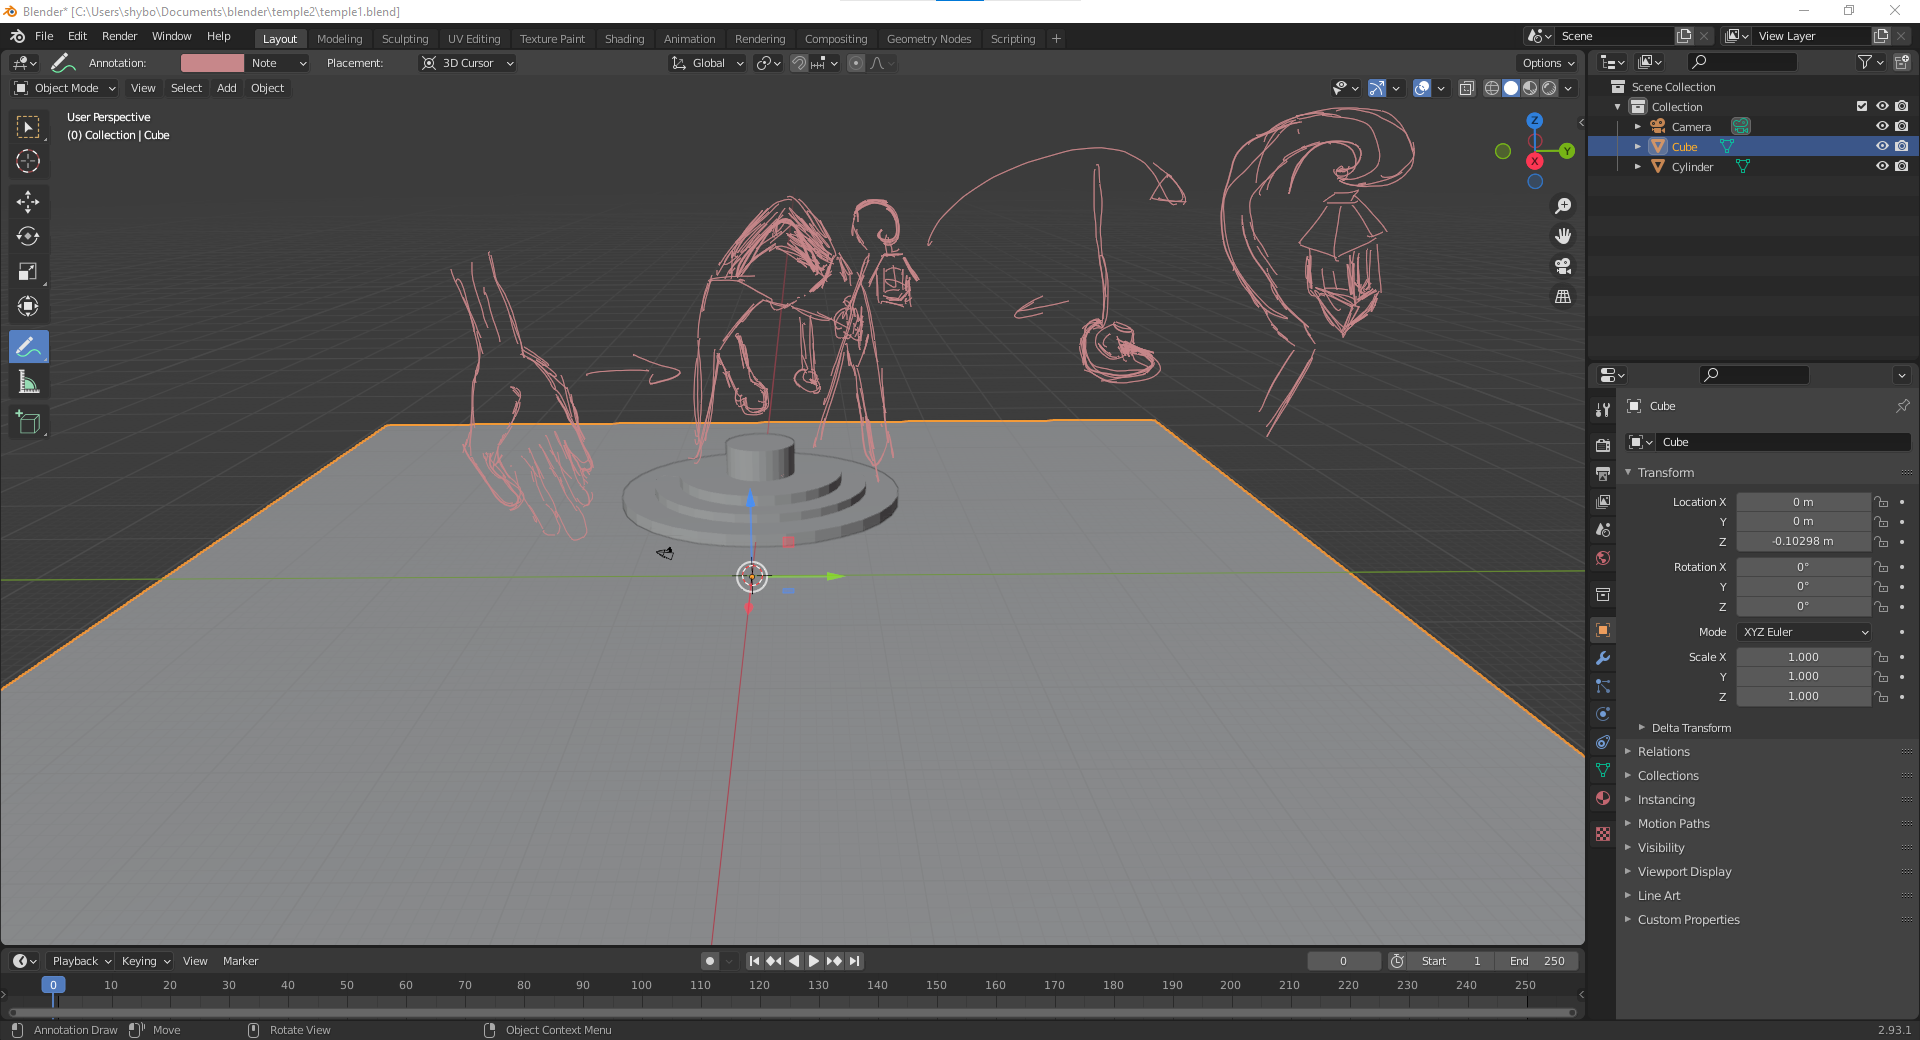 Blender* [C:\Users\shybo\Documents\blender\temple2\temple1.blend]
File Edit Render Window Help Layout Modeling Sculpting UV Editing Texture Paint Shading Animation Rendering Compositing Geometry Nodes Scripting + Scene View Layer
Annotation: Note Placement: 3D Cursor Global Options
Object Mode View Select Add Object
User Perspective
(0) Collection | Cube
Z
Y
X
Scene Collection
Collection
Camera
Cube
Cylinder
Cube
Cube
Transform
Location X 0 m
Y 0 m
Z -0.10298 m
Rotation X 0°
Y 0°
Z 0°
Mode XYZ Euler
Scale X 1.000
Y 1.000
Z 1.000
Delta Transform
Relations
Collections
Instancing
Motion Paths
Visibility
Viewport Display
Line Art
Custom Properties
Playback Keying View Marker 0 Start 1 End 250
0 10 20 30 40 50 60 70 80 90 100 110 120 130 140 150 160 170 180 190 200 210 220 230 240 250
Annotation Draw Move Rotate View Object Context Menu 2.93.1